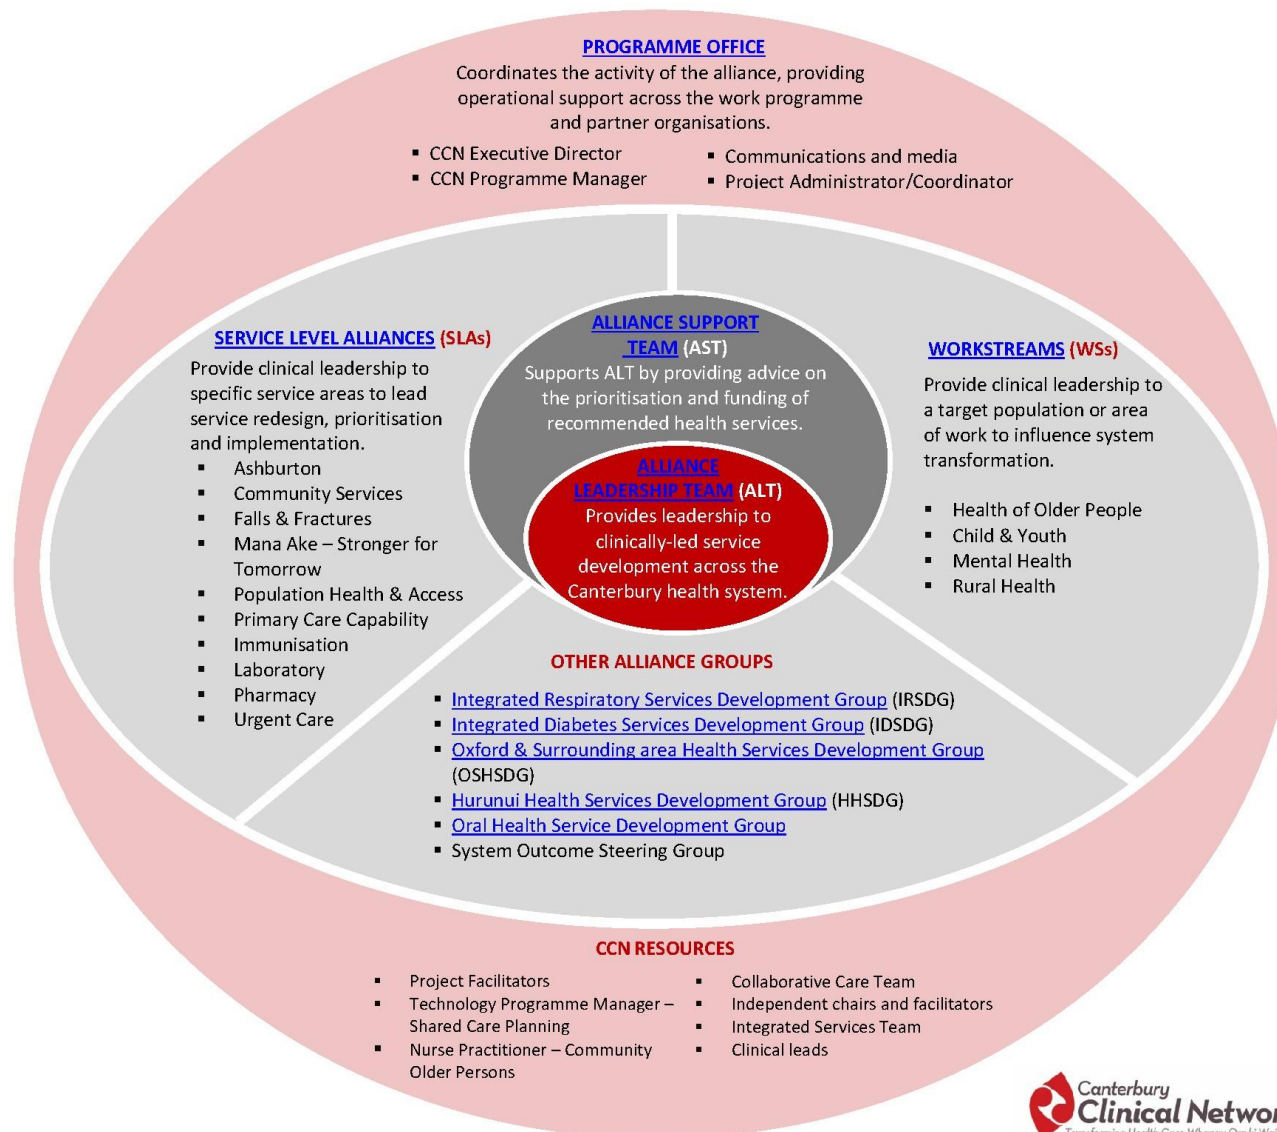 PROGRAMME OFFICE
Coordinates the activity of the alliance, providing
operational support across the work programme
and partner organisations.
▪ CCN Executive Director
▪ CCN Programme Manager
▪ Communications and media
▪ Project Administrator/Coordinator
SERVICE LEVEL ALLIANCES (SLAs)
Provide clinical leadership to
specific service areas to lead
service redesign, prioritisation
and implementation.
▪ Ashburton
▪ Community Services
▪ Falls & Fractures
▪ Mana Ake – Stronger for
Tomorrow
▪ Population Health & Access
▪ Primary Care Capability
▪ Immunisation
▪ Laboratory
▪ Pharmacy
▪ Urgent Care
ALLIANCE SUPPORT
TEAM (AST)
Supports ALT by providing advice on
the prioritisation and funding of
recommended health services.
ALLIANCE
LEADERSHIP TEAM (ALT)
Provides leadership to
clinically-led service
development across the
Canterbury health system.
WORKSTREAMS (WSs)
Provide clinical leadership to
a target population or area
of work to influence system
transformation.
▪ Health of Older People
▪ Child & Youth
▪ Mental Health
▪ Rural Health
OTHER ALLIANCE GROUPS
▪ Integrated Respiratory Services Development Group (IRSDG)
▪ Integrated Diabetes Services Development Group (IDSDG)
▪ Oxford & Surrounding area Health Services Development Group
(OSHSDG)
▪ Hurunui Health Services Development Group (HHSDG)
▪ Oral Health Service Development Group
▪ System Outcome Steering Group
CCN RESOURCES
▪ Project Facilitators
▪ Technology Programme Manager –
Shared Care Planning
▪ Nurse Practitioner – Community
Older Persons
▪ Collaborative Care Team
▪ Independent chairs and facilitators
▪ Integrated Services Team
▪ Clinical leads
Canterbury
Clinical Networ
Transforming Health Care